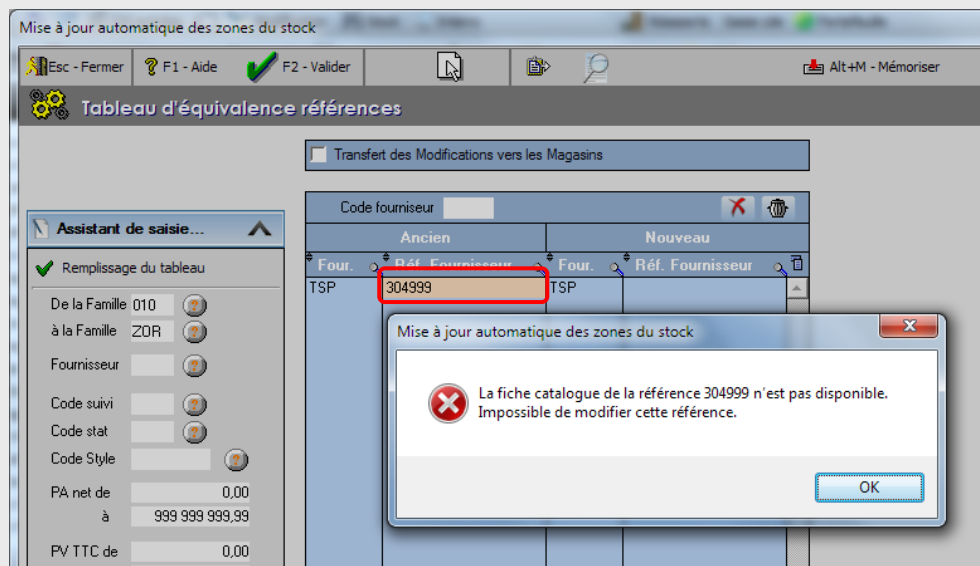 Mise à jour automatique des zones du stock
Esc - Fermer
F1 - Aide
F2 - Valider
Alt+M - Mémoriser
Tableau d'équivalence références
Transfert des Modifications vers les Magasins
Code fourniseur
Assistant de saisie...
Ancien
Nouveau
Four.
Réf. Fournisseur
Four.
Réf. Fournisseur
Remplissage du tableau
TSP
304999
TSP
De la Famille 010
à la Famille ZOR
Fournisseur
Code suivi
Code stat
Code Style
PA net de 0,00
à 999 999 999,99
PV TTC de 0,00
Mise à jour automatique des zones du stock
La fiche catalogue de la référence 304999 n'est pas disponible.
Impossible de modifier cette référence.
OK